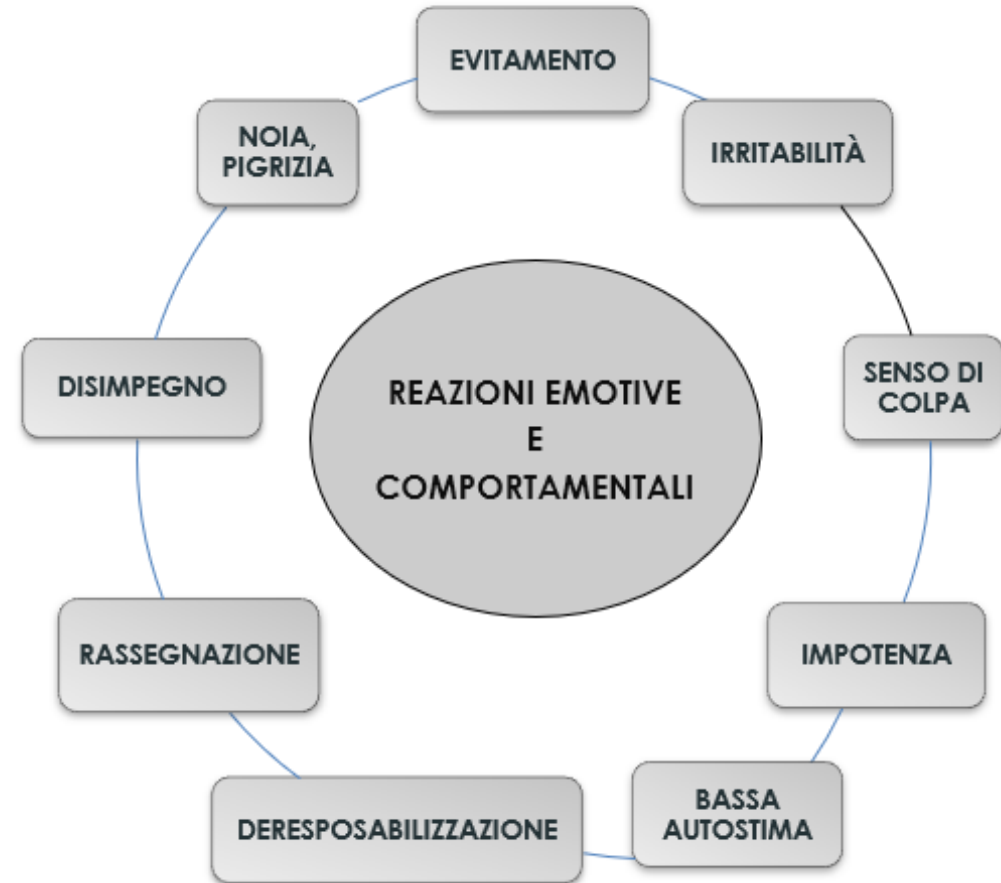 EVITAMENTO
IRRITABILITÀ
SENSO DI
COLPA
IMPOTENZA
BASSA
AUTOSTIMA
DERESPOSABILIZZAZIONE
RASSEGNAZIONE
DISIMPEGNO
NOIA,
PIGRIZIA
REAZIONI EMOTIVE
E
COMPORTAMENTALI